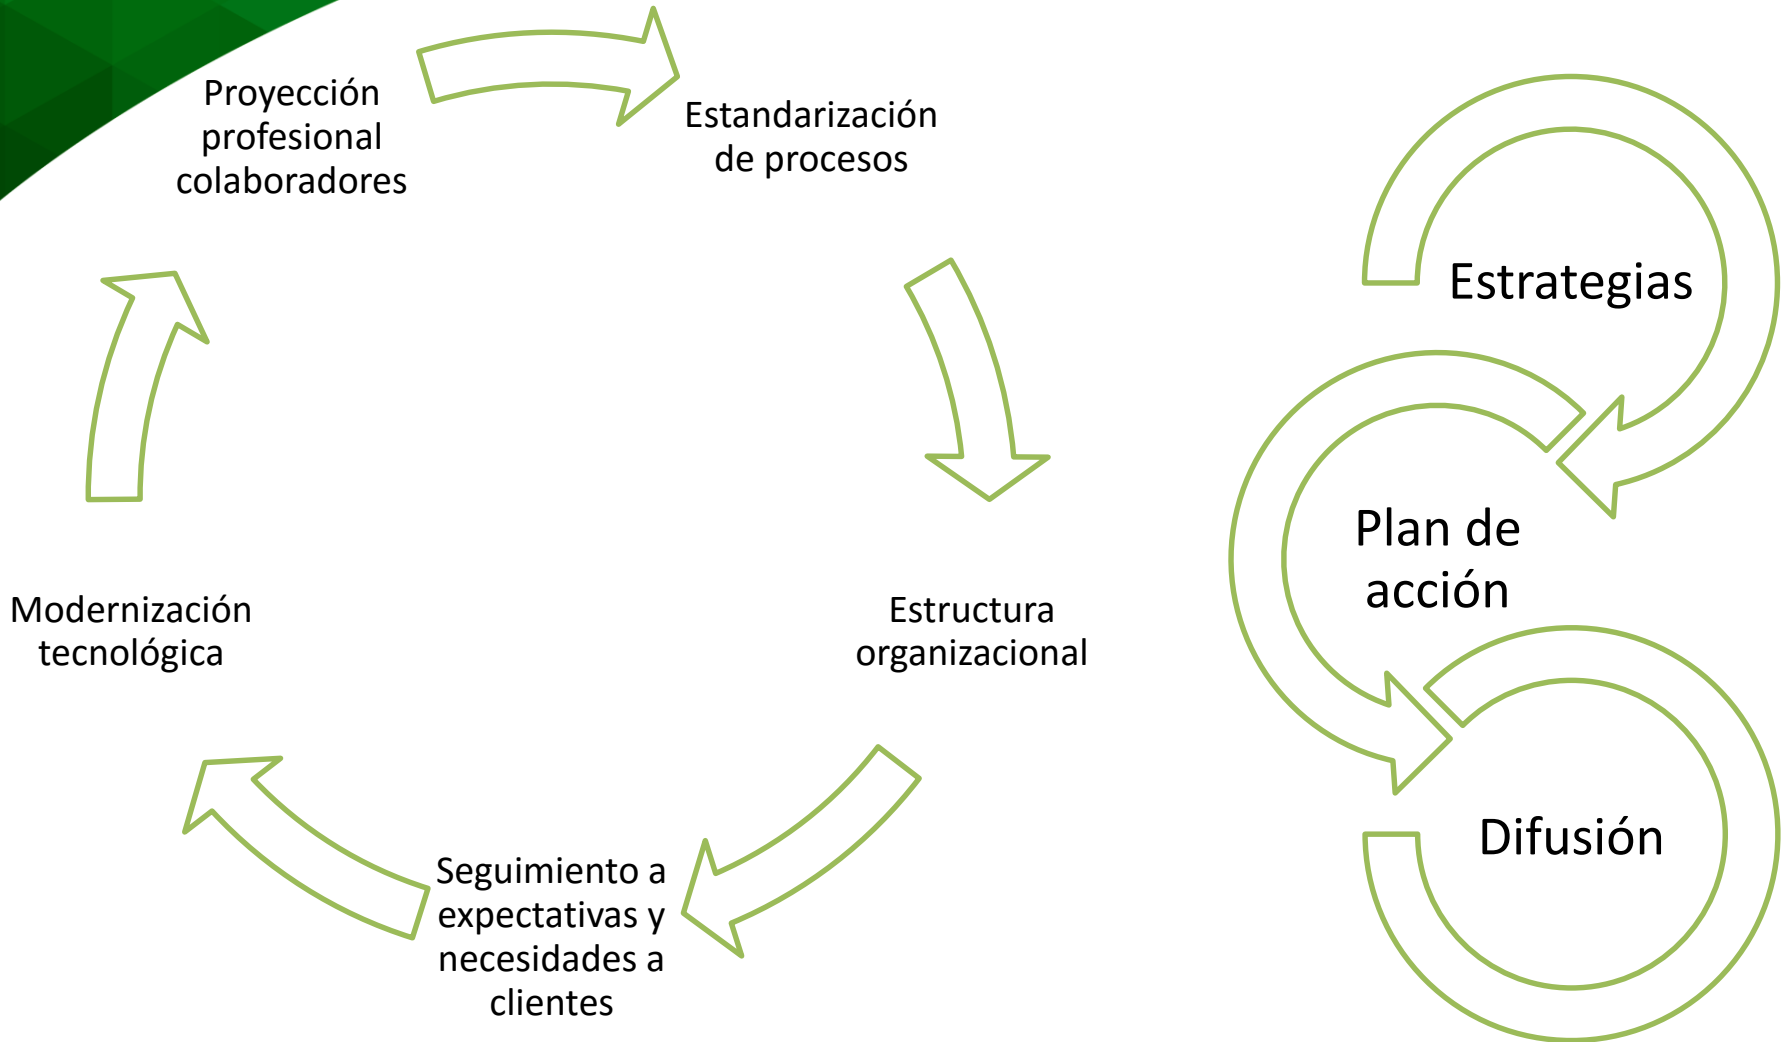 Proyección
profesional
colaboradores
Estandarización
de procesos
Estructura
organizacional
Seguimiento a
expectativas y
necesidades a
clientes
Modernización
tecnológica
Estrategias
Plan de
acción
Difusión